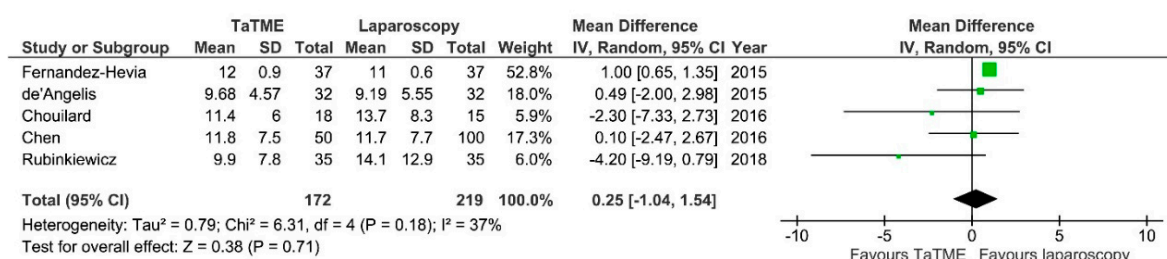 TaTME Laparoscopy Mean Difference Mean Difference
Study or Subgroup Mean SD Total Mean SD Total Weight IV, Random, 95% CI Year IV, Random, 95% CI
Fernandez-Hevia 12 0.9 37 11 0.6 37 52.8% 1.00 [0.65, 1.35] 2015
de'Angelis 9.68 4.57 32 9.19 5.55 32 18.0% 0.49 [-2.00, 2.98] 2015
Chouilard 11.4 6 18 13.7 8.3 15 5.9% -2.30 [-7.33, 2.73] 2016
Chen 11.8 7.5 50 11.7 7.7 100 17.3% 0.10 [-2.47, 2.67] 2016
Rubinkiewicz 9.9 7.8 35 14.1 12.9 35 6.0% -4.20 [-9.19, 0.79] 2018
Total (95% CI) 172 219 100.0% 0.25 [-1.04, 1.54]
Heterogeneity: Tau² = 0.79; Chi² = 6.31, df = 4 (P = 0.18); I² = 37%
Test for overall effect: Z = 0.38 (P = 0.71)
-10 -5 0 5 10
Favours TaTME Favours laparoscopy